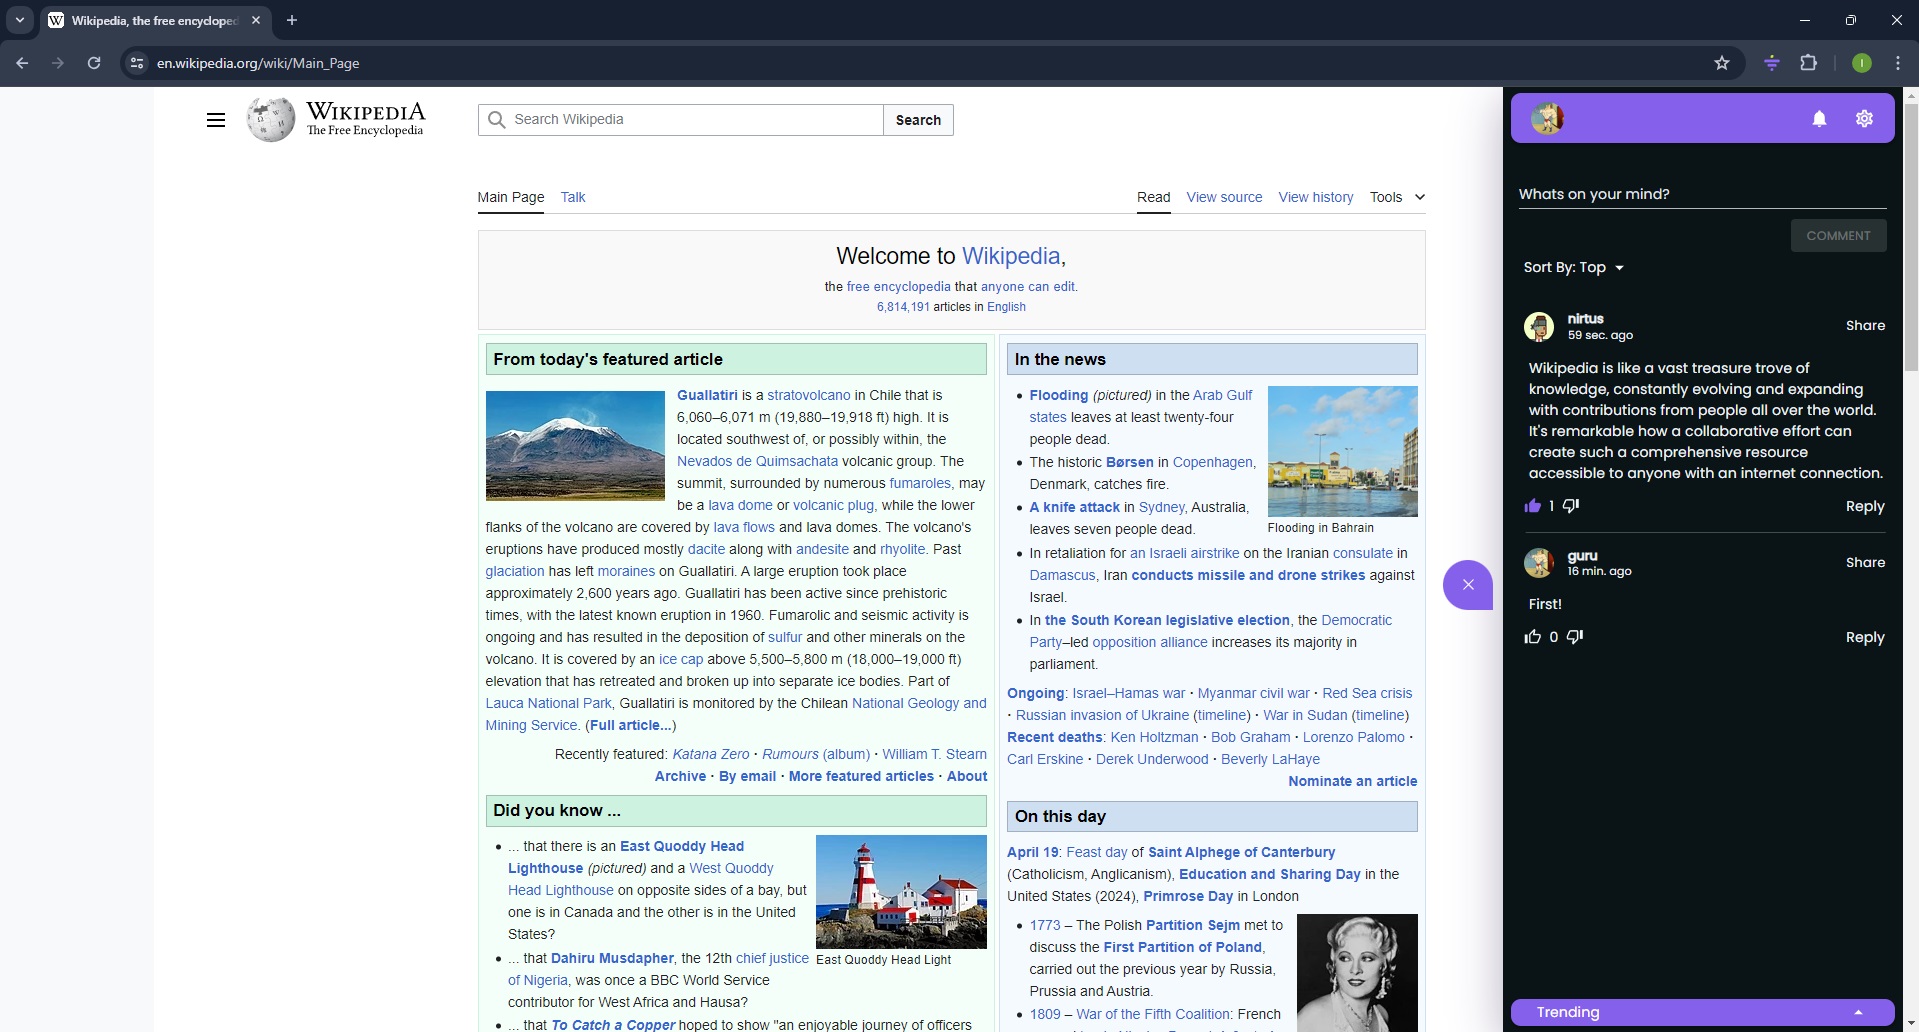 Wikipedia, the free encycloped
en.wikipedia.org/wiki/Main_Page
WIKIPEDIA
The Free Encyclopedia
Search Wikipedia
Search
Main Page Talk
Read View source View history Tools
Welcome to Wikipedia,
the free encyclopedia that anyone can edit.
6,814,191 articles in English
From today's featured article
Guallatiri is a stratovolcano in Chile that is
6,060–6,071 m (19,880–19,918 ft) high. It is
located southwest of, or possibly within, the
Nevados de Quimsachata volcanic group. The
summit, surrounded by numerous fumaroles, may
be a lava dome or volcanic plug, while the lower
flanks of the volcano are covered by lava flows and lava domes. The volcano's
eruptions have produced mostly dacite along with andesite and rhyolite. Past
glaciation has left moraines on Guallatiri. A large eruption took place
approximately 2,600 years ago. Guallatiri has been active since prehistoric
times, with the latest known eruption in 1960. Fumarolic and seismic activity is
ongoing and has resulted in the deposition of sulfur and other minerals on the
volcano. It is covered by an ice cap above 5,500–5,800 m (18,000–19,000 ft)
elevation that has retreated and broken up into separate ice bodies. Part of
Lauca National Park, Guallatiri is monitored by the Chilean National Geology and
Mining Service. (Full article...)
Recently featured: Katana Zero · Rumours (album) · William T. Stearn
Archive · By email · More featured articles · About
Did you know ...
... that there is an East Quoddy Head
Lighthouse (pictured) and a West Quoddy
Head Lighthouse on opposite sides of a bay, but
one is in Canada and the other is in the United
States?
... that Dahiru Musdapher, the 12th chief justice
of Nigeria, was once a BBC World Service
contributor for West Africa and Hausa?
... that To Catch a Copper hoped to show "an enjoyable journey of officers
East Quoddy Head Light
In the news
Flooding (pictured) in the Arab Gulf
states leaves at least twenty-four
people dead.
The historic Børsen in Copenhagen,
Denmark, catches fire.
A knife attack in Sydney, Australia,
leaves seven people dead.
Flooding in Bahrain
In retaliation for an Israeli airstrike on the Iranian consulate in
Damascus, Iran conducts missile and drone strikes against
Israel.
In the South Korean legislative election, the Democratic
Party–led opposition alliance increases its majority in
parliament.
Ongoing: Israel–Hamas war · Myanmar civil war · Red Sea crisis
· Russian invasion of Ukraine (timeline) · War in Sudan (timeline)
Recent deaths: Ken Holtzman · Bob Graham · Lorenzo Palomo ·
Carl Erskine · Derek Underwood · Beverly LaHaye
Nominate an article
On this day
April 19: Feast day of Saint Alphege of Canterbury
(Catholicism, Anglicanism), Education and Sharing Day in the
United States (2024), Primrose Day in London
1773 – The Polish Partition Sejm met to
discuss the First Partition of Poland,
carried out the previous year by Russia,
Prussia and Austria.
1809 – War of the Fifth Coalition: French
Whats on your mind?
COMMENT
Sort By: Top
nirtus
59 sec. ago
Share
Wikipedia is like a vast treasure trove of
knowledge, constantly evolving and expanding
with contributions from people all over the world.
It's remarkable how a collaborative effort can
create such a comprehensive resource
accessible to anyone with an internet connection.
1
Reply
guru
16 min. ago
Share
First!
0
Reply
Trending